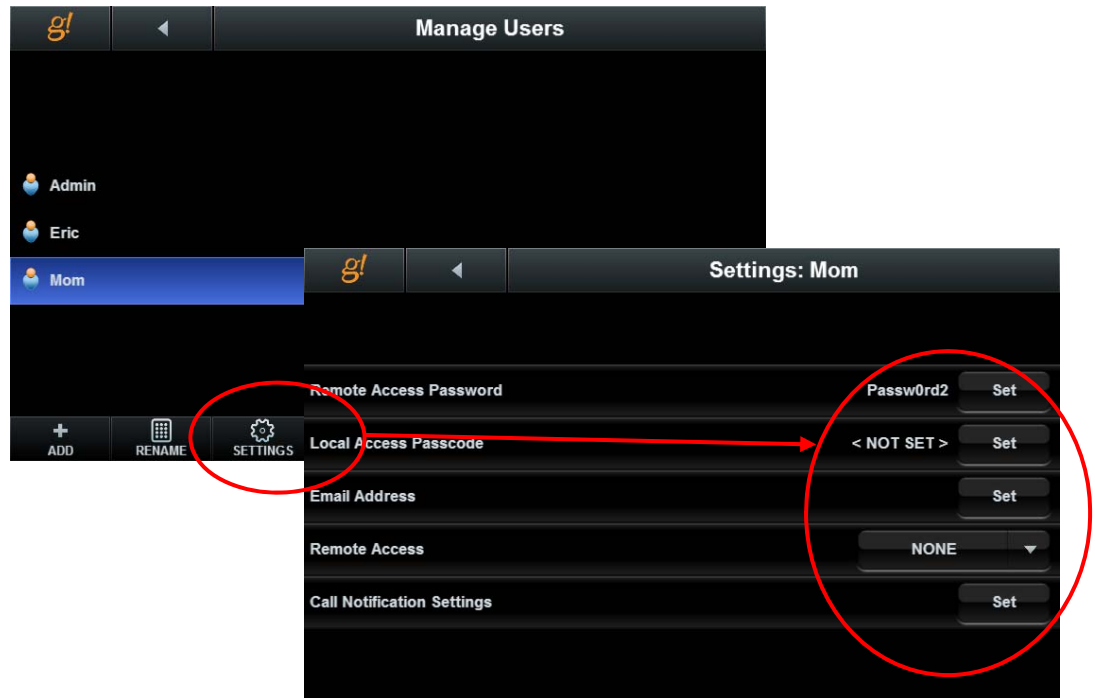 g! Manage Users
Admin
Eric
Mom
ADD RENAME SETTINGS
g! Settings: Mom
Remote Access Password Passw0rd2 Set
Local Access Passcode < NOT SET > Set
Email Address Set
Remote Access NONE
Call Notification Settings Set